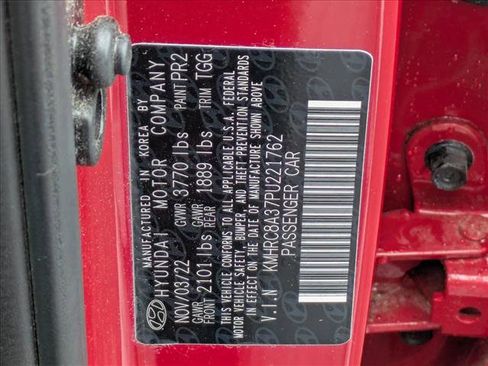 MANUFACTURED IN KOREA BY
HYUNDAI MOTOR COMPANY
NOV/03/22 GVWR 3770 lbs PAINT PR2
GAWR FRONT 2101 lbs GAWR REAR 1889 lbs TRIM TGG
THIS VEHICLE CONFORMS TO ALL APPLICABLE U.S.A. FEDERAL
MOTOR VEHICLE SAFETY, BUMPER, AND THEFT PREVENTION STANDARDS
IN EFFECT ON THE DATE OF MANUFACTURE SHOWN ABOVE
V.I.N: KMHRC8A37PU221762
PASSENGER CAR